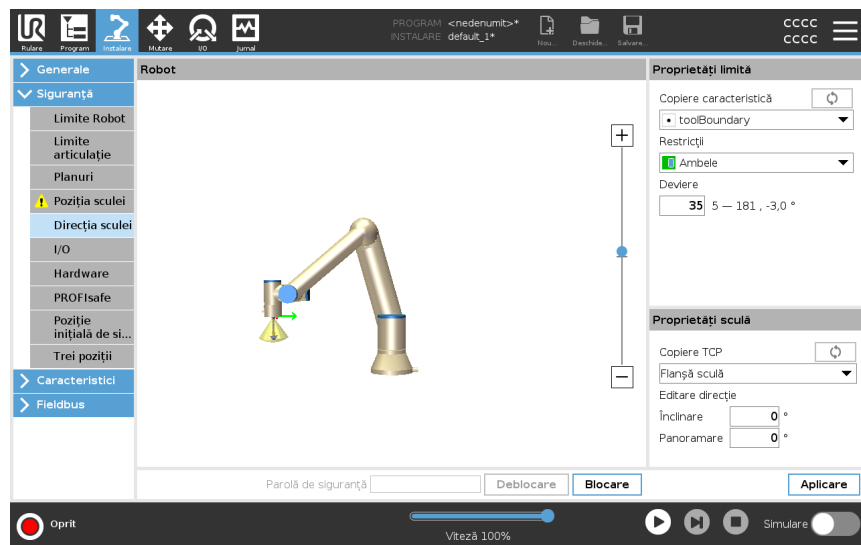 PROGRAM <nedenumit>*
INSTALARE default_1*
cccc
cccc
Rulare
Program
Instalare
Mutare
I/O
Jurnal
Nou...
Deschide...
Salvare...
Generale
Siguranță
Limite Robot
Limite
articulație
Planuri
Poziția sculei
Direcția sculei
I/O
Hardware
PROFIsafe
Poziție
inițială de si...
Trei poziții
Caracteristici
Fieldbus
Robot
Proprietăți limită
Copiere caracteristică
toolBoundary
Restricții
Ambele
Deviere
35 5 — 181 , -3,0 °
Proprietăți sculă
Copiere TCP
Flanșă sculă
Editare direcție
Înclinare 0 °
Panoramare 0 °
Parolă de siguranță
Deblocare
Blocare
Aplicare
Oprit
Viteză 100%
Simulare